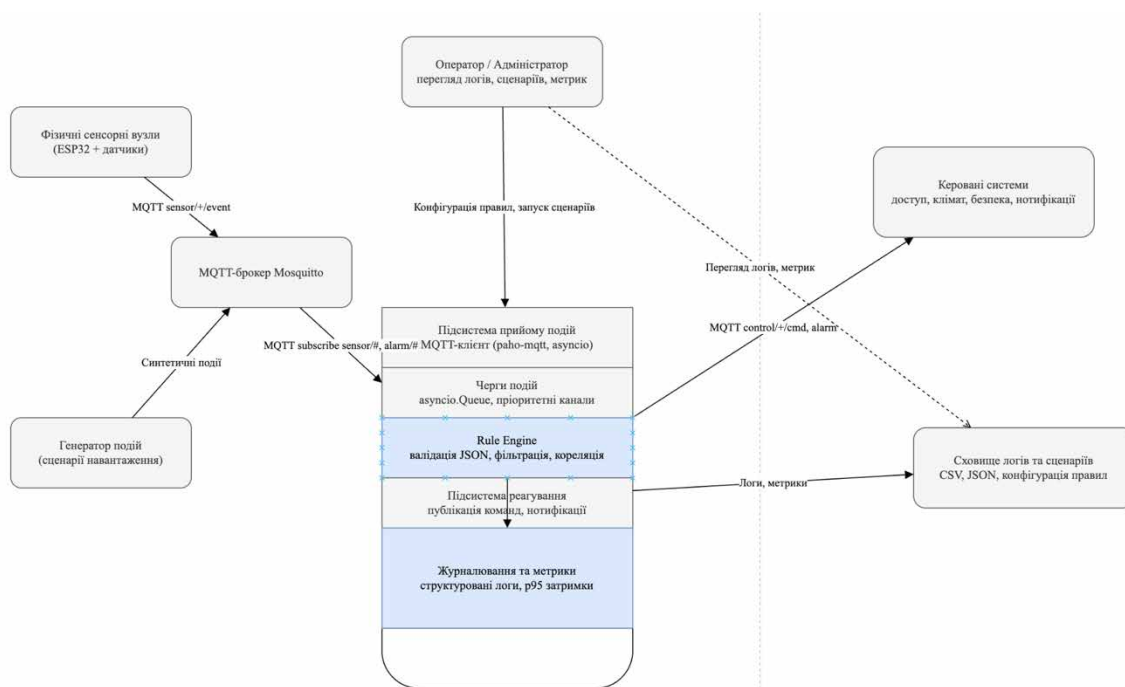 Оператор / Адміністратор
перегляд логів, сценаріїв, метрик
Фізичні сенсорні вузли
(ESP32 + датчики)
Керовані системи
доступ, клімат, безпека, нотифікації
MQTT sensor/+/event
Конфігурація правил, запуск сценаріїв
MQTT-брокер Mosquitto
Перегляд логів, метрик
MQTT control/+/cmd, alarm
Підсистема прийому подій
MQTT subscribe sensor/#, alarm/#
MQTT-клієнт (paho-mqtt, asyncio)
Синтетичні події
Черги подій
asyncio.Queue, пріоритетні канали
Генератор подій
(сценарії навантаження)
Rule Engine
валідація JSON, фільтрація, кореляція
Сховище логів та сценаріїв
CSV, JSON, конфігурація правил
Логи, метрики
Підсистема реагування
публікація команд, нотифікації
Журналювання та метрики
структуровані логи, p95 затримки